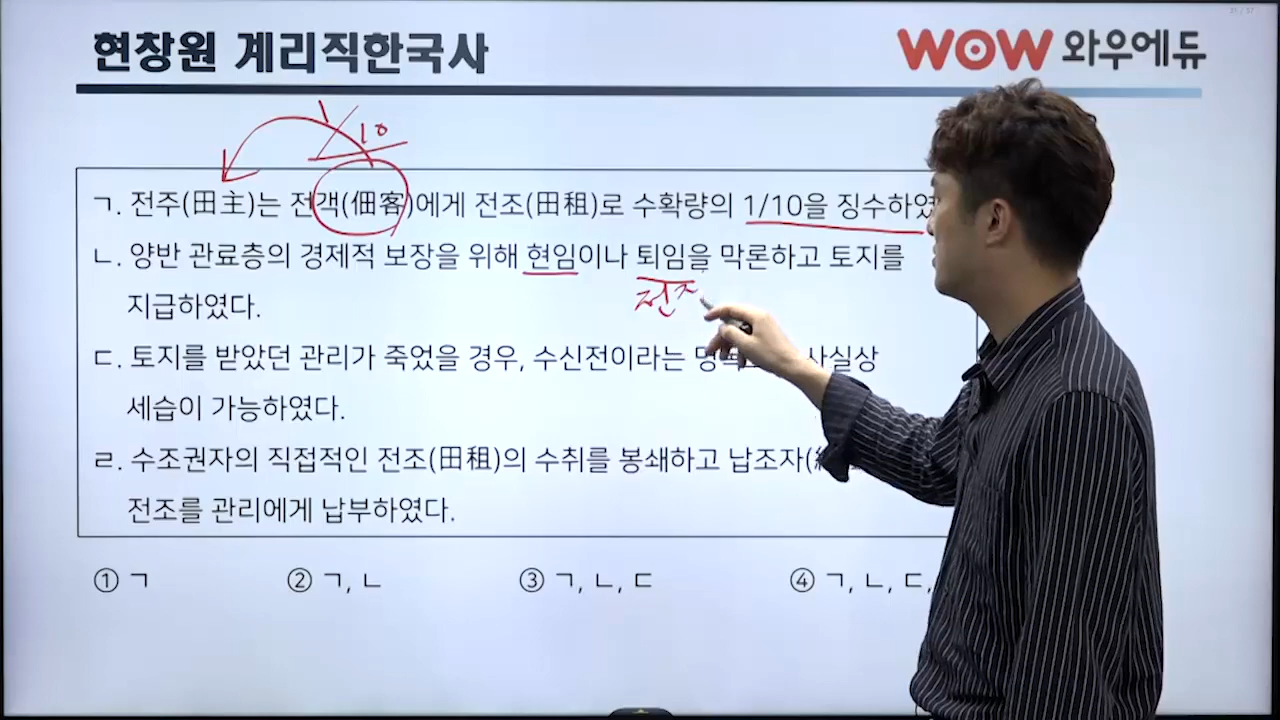 현창원 계리직한국사
WOW 와우에듀
1/10
ㄱ. 전주(田主)는 전객(佃客)에게 전조(田租)로 수확량의 1/10을 징수하였
ㄴ. 양반 관료층의 경제적 보장을 위해 현임이나 퇴임을 막론하고 토지를
전직
지급하였다.
ㄷ. 토지를 받았던 관리가 죽었을 경우, 수신전이라는 사실상
세습이 가능하였다.
ㄹ. 수조권자의 직접적인 전조(田租)의 수취를 봉쇄하고 납조자(
전조를 관리에게 납부하였다.
① ㄱ ② ㄱ, ㄴ ③ ㄱ, ㄴ, ㄷ ④ ㄱ, ㄴ, ㄷ,